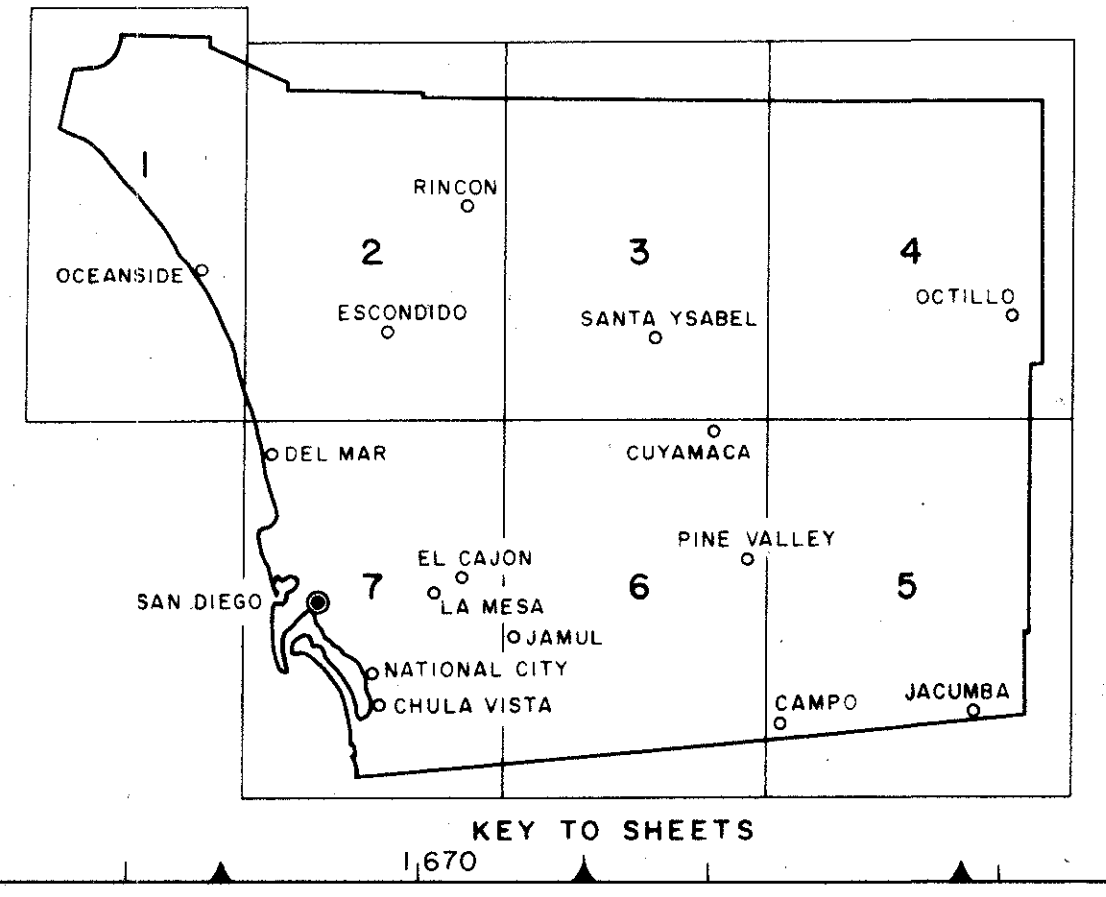 1
RINCON
2
3
4
OCEANSIDE
OCTILLO
ESCONDIDO
SANTA YSABEL
DEL MAR
CUYAMACA
PINE VALLEY
EL CAJON
7
6
5
SAN DIEGO
LA MESA
JAMUL
NATIONAL CITY
CHULA VISTA
CAMPO
JACUMBA
KEY TO SHEETS
1,670